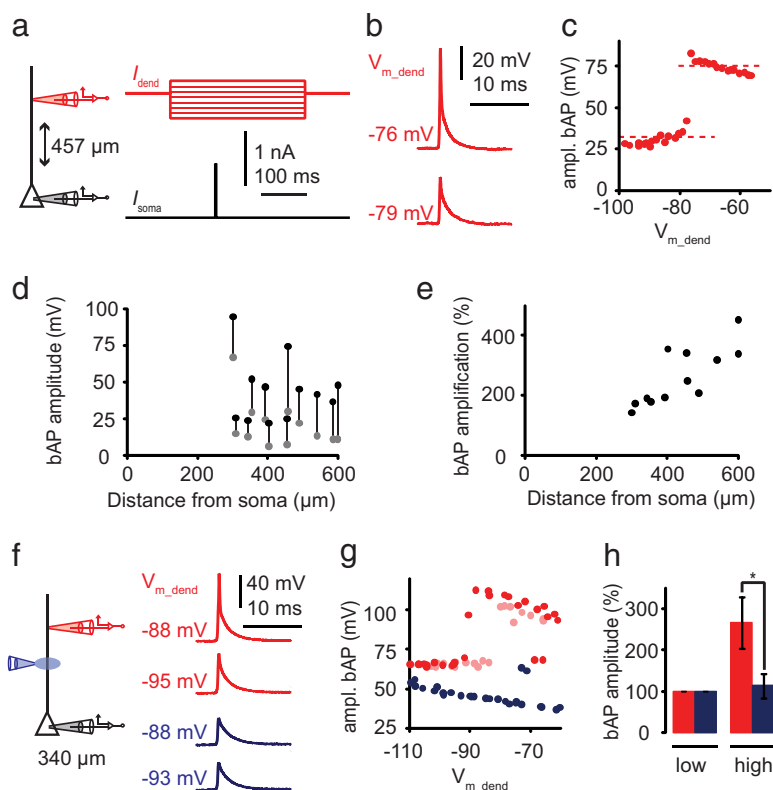 a
I_dend
457 µm
1 nA
100 ms
I_soma
b
V_m_dend
20 mV
10 ms
-76 mV
-79 mV
c
ampl. bAP (mV)
75
50
25
0
-100
-80
-60
V_m_dend
d
bAP amplitude (mV)
100
75
50
25
0
0
200
400
600
Distance from soma (µm)
e
bAP amplification (%)
400
200
0
0
200
400
600
Distance from soma (µm)
f
340 µm
V_m_dend
40 mV
10 ms
-88 mV
-95 mV
-88 mV
-93 mV
g
ampl. bAP (mV)
100
75
50
25
-110
-90
-70
V_m_dend
h
bAP amplitude (%)
300
200
100
0
*
low
high